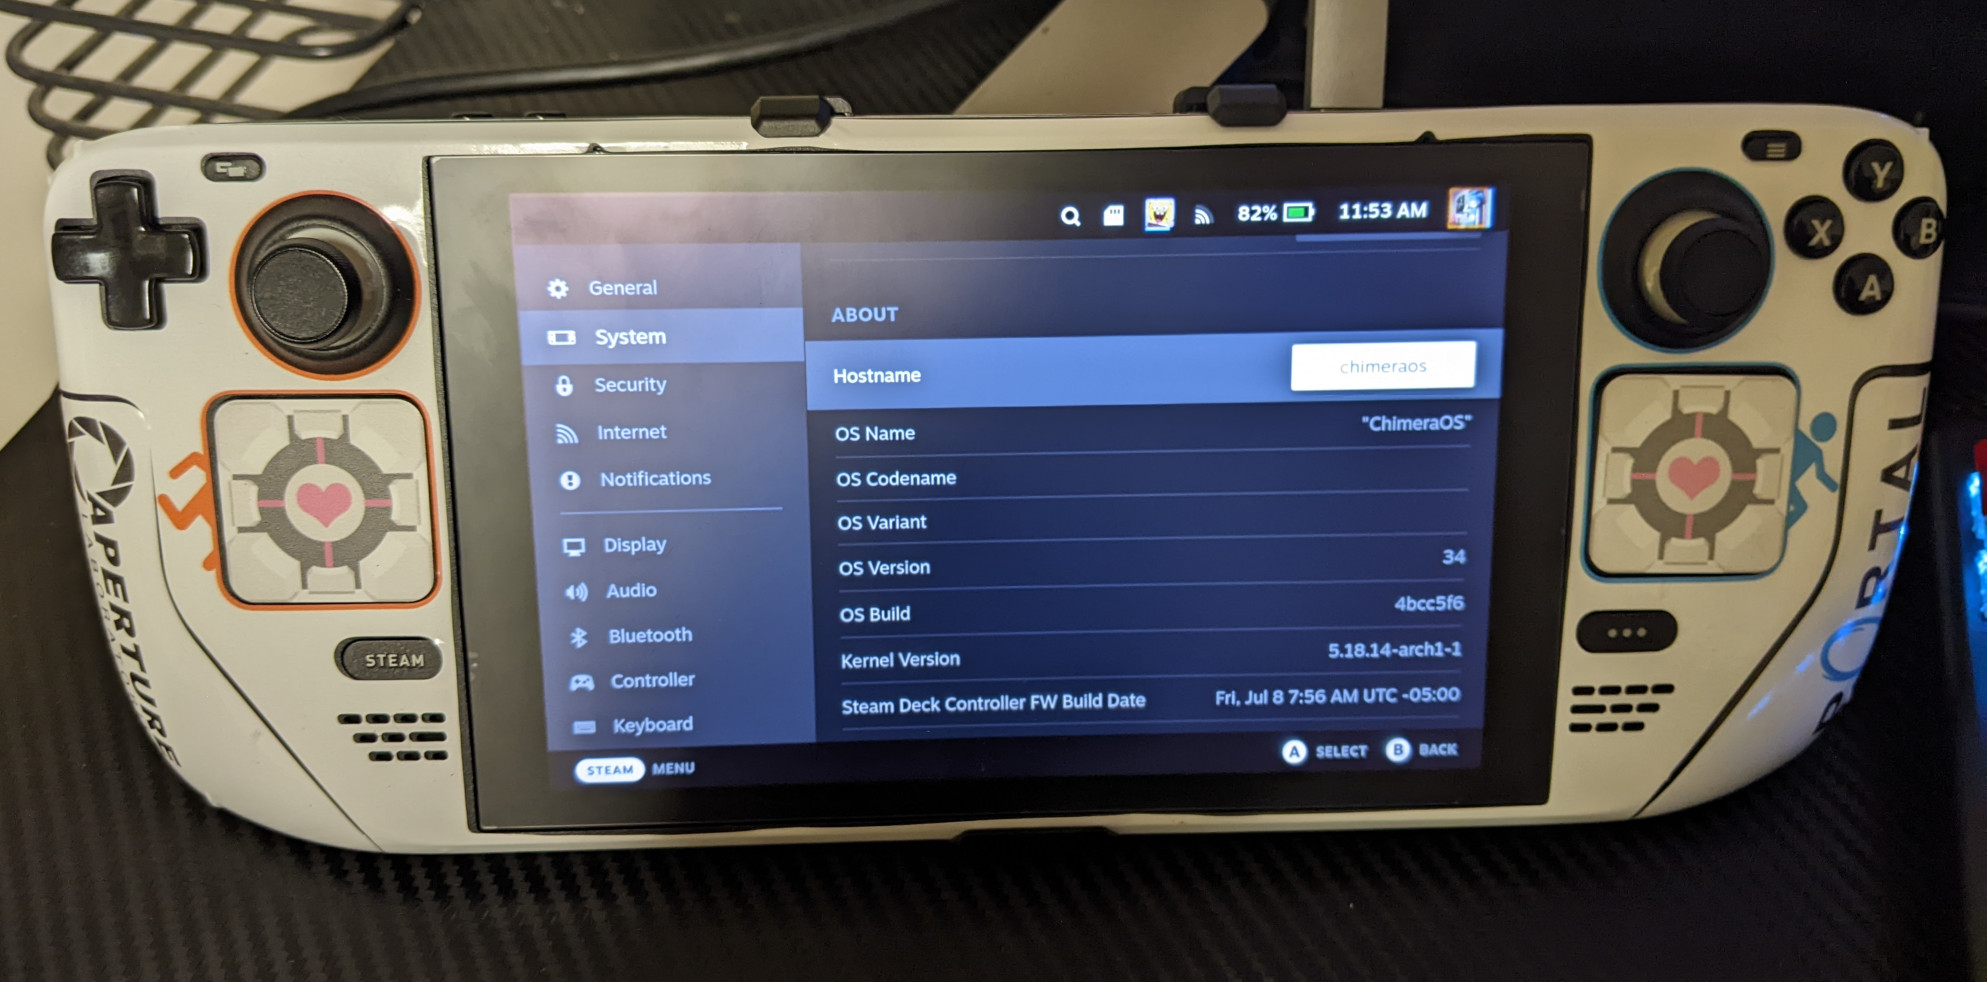 82% 11:53 AM
General
System
Security
Internet
Notifications
Display
Audio
Bluetooth
Controller
Keyboard
ABOUT
Hostname chimeraos
OS Name "ChimeraOS"
OS Codename
OS Variant
OS Version 34
OS Build 4bcc5f6
Kernel Version 5.18.14-arch1-1
Steam Deck Controller FW Build Date Fri, Jul 8 7:56 AM UTC -05:00
STEAM MENU
A SELECT B BACK
STEAM
APERTURE
LABORATORIES
Y
X
B
A
PORTAL